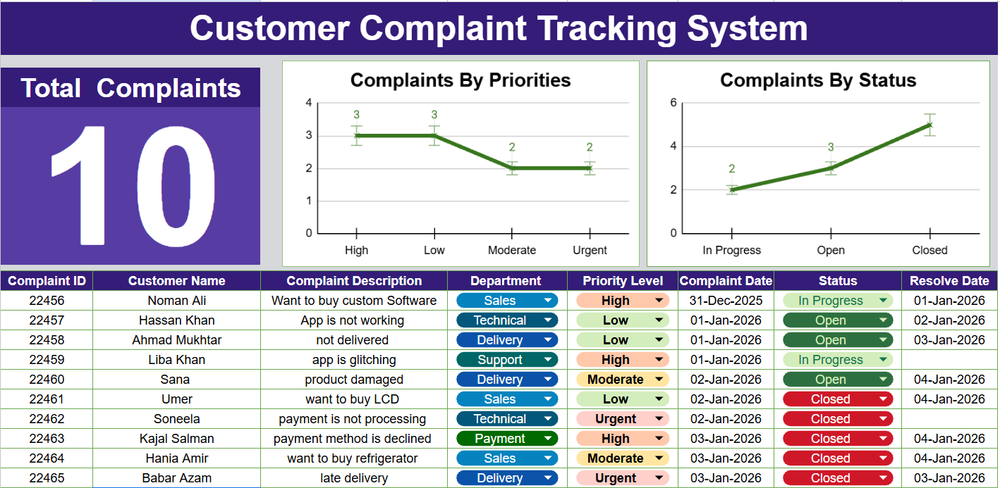 Customer Complaint Tracking System
Total Complaints
10
Complaints By Priorities
4
3
2
1
0
3
3
2
2
High Low Moderate Urgent
Complaints By Status
6
4
2
0
2
3
In Progress Open Closed
Complaint ID Customer Name Complaint Description Department Priority Level Complaint Date Status Resolve Date
22456 Noman Ali Want to buy custom Software Sales High 31-Dec-2025 In Progress 01-Jan-2026
22457 Hassan Khan App is not working Technical Low 01-Jan-2026 Open 02-Jan-2026
22458 Ahmad Mukhtar not delivered Delivery Low 01-Jan-2026 Open 03-Jan-2026
22459 Liba Khan app is glitching Support High 01-Jan-2026 In Progress
22460 Sana product damaged Delivery Moderate 02-Jan-2026 Open 04-Jan-2026
22461 Umer want to buy LCD Sales Low 02-Jan-2026 Closed 04-Jan-2026
22462 Soneela payment is not processing Technical Urgent 02-Jan-2026 Closed
22463 Kajal Salman payment method is declined Payment High 03-Jan-2026 Closed 04-Jan-2026
22464 Hania Amir want to buy refrigerator Sales Moderate 03-Jan-2026 Closed 04-Jan-2026
22465 Babar Azam late delivery Delivery Urgent 03-Jan-2026 Closed 03-Jan-2026